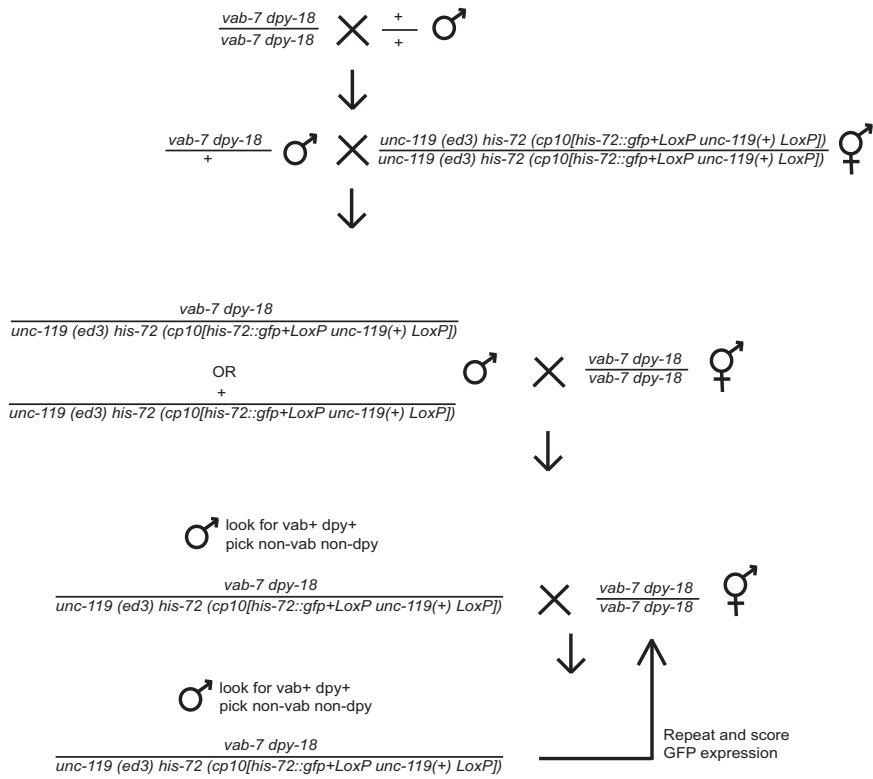 vab-7 dpy-18
vab-7 dpy-18
+
+
vab-7 dpy-18
+
unc-119 (ed3) his-72 (cp10[his-72::gfp+LoxP unc-119(+) LoxP])
unc-119 (ed3) his-72 (cp10[his-72::gfp+LoxP unc-119(+) LoxP])
vab-7 dpy-18
unc-119 (ed3) his-72 (cp10[his-72::gfp+LoxP unc-119(+) LoxP])
OR
+
unc-119 (ed3) his-72 (cp10[his-72::gfp+LoxP unc-119(+) LoxP])
vab-7 dpy-18
vab-7 dpy-18
look for vab+ dpy+
pick non-vab non-dpy
vab-7 dpy-18
unc-119 (ed3) his-72 (cp10[his-72::gfp+LoxP unc-119(+) LoxP])
vab-7 dpy-18
vab-7 dpy-18
look for vab+ dpy+
pick non-vab non-dpy
vab-7 dpy-18
unc-119 (ed3) his-72 (cp10[his-72::gfp+LoxP unc-119(+) LoxP])
Repeat and score
GFP expression